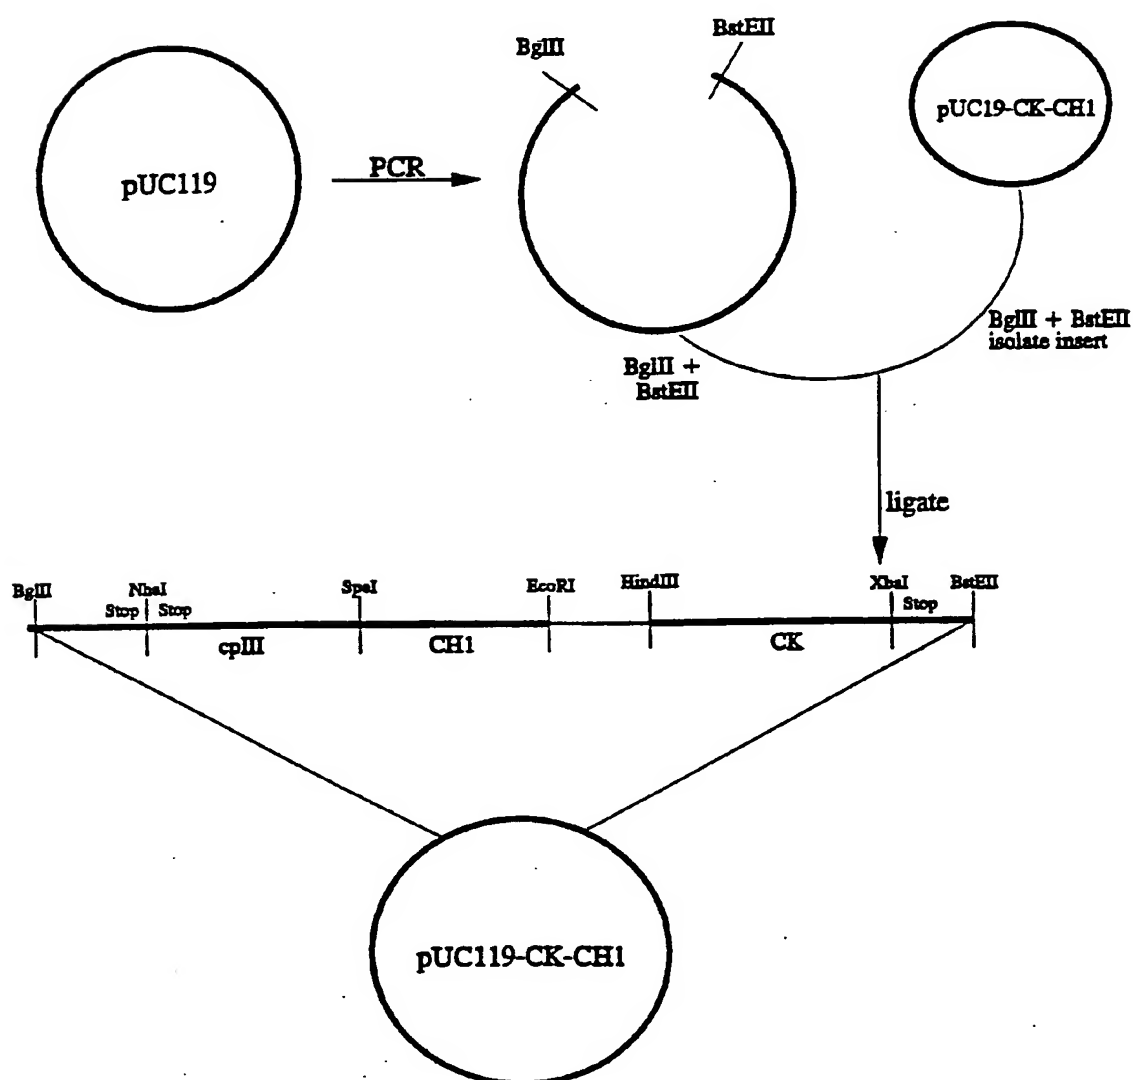 BglII
BstEII
pUC119
PCR
pUC19-CK-CH1
BglII + BstEII
isolate insert
BglII +
BstEII
ligate
BglII
NheI
SpeI
EcoRI
HindIII
XbaI
BstEII
Stop
Stop
Stop
cpIII
CH1
CK
pUC119-CK-CH1